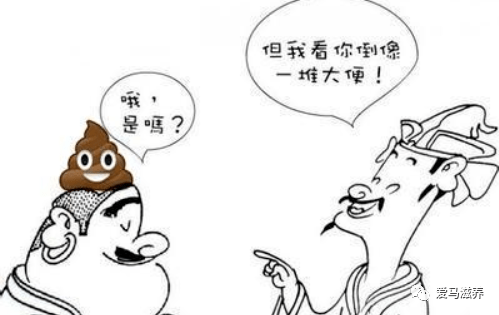 哦，
是嗎？
但我看你倒像
一堆大便！
爱马滋养